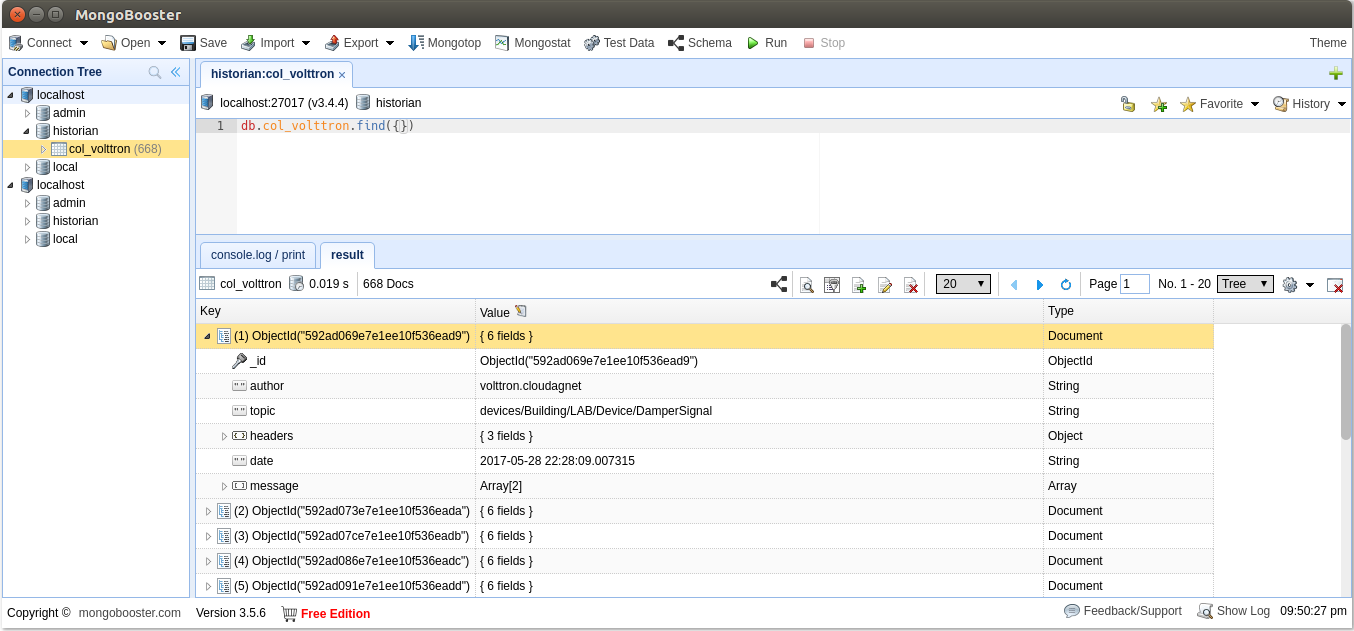 MongoBooster
Connect Open Save Import Export Mongotop Mongostat Test Data Schema Run Stop Theme
Connection Tree
localhost
admin
historian
col_volttron (668)
local
localhost
admin
historian
local
historian:col_volttron ×
localhost:27017 (v3.4.4) historian Favorite History
1 db.col_volttron.find({})
console.log / print result
col_volttron 0.019 s 668 Docs 20 Page 1 No. 1 - 20 Tree
Key Value Type
(1) ObjectId("592ad069e7e1ee10f536ead9") { 6 fields } Document
_id ObjectId("592ad069e7e1ee10f536ead9") ObjectId
author volttron.cloudagnet String
topic devices/Building/LAB/Device/DamperSignal String
headers { 3 fields } Object
date 2017-05-28 22:28:09.007315 String
message Array[2] Array
(2) ObjectId("592ad073e7e1ee10f536eada") { 6 fields } Document
(3) ObjectId("592ad07ce7e1ee10f536eadb") { 6 fields } Document
(4) ObjectId("592ad086e7e1ee10f536eadc") { 6 fields } Document
(5) ObjectId("592ad091e7e1ee10f536eadd") { 6 fields } Document
Copyright © mongobooster.com Version 3.5.6 Free Edition Feedback/Support Show Log 09:50:27 pm